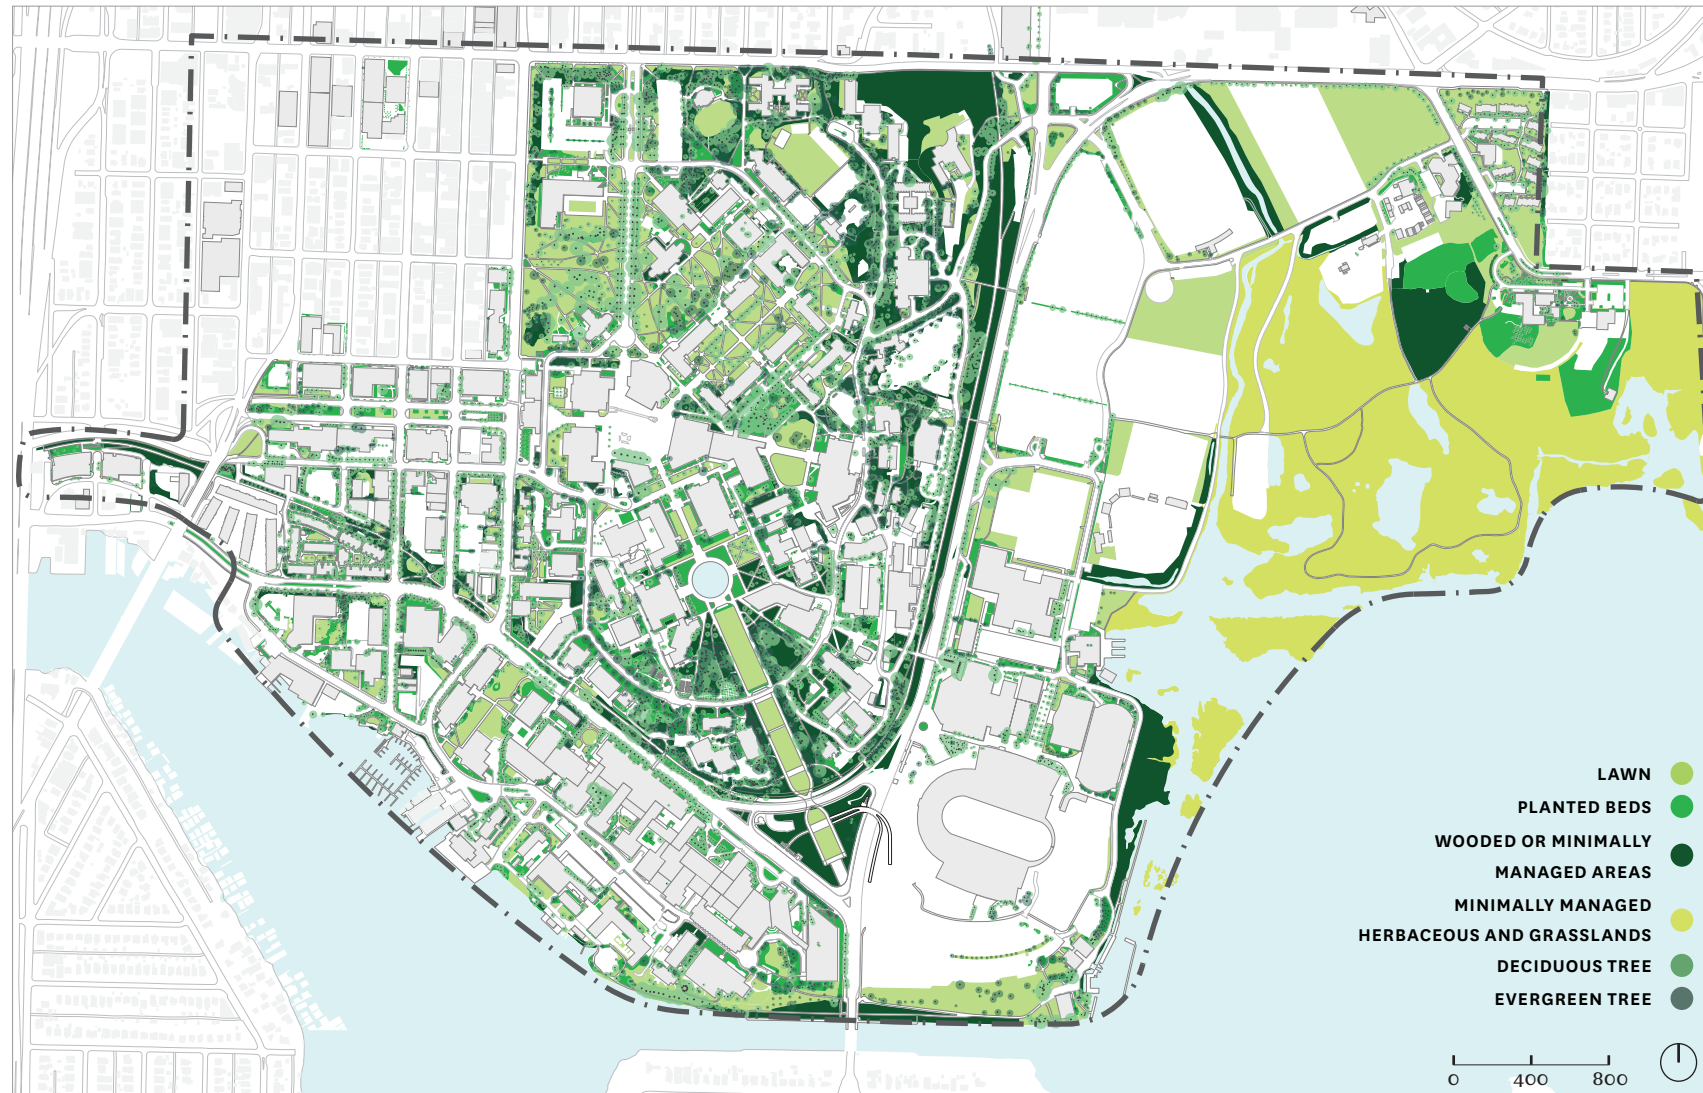 LAWN
PLANTED BEDS
WOODED OR MINIMALLY
MANAGED AREAS
MINIMALLY MANAGED
HERBACEOUS AND GRASSLANDS
DECIDUOUS TREE
EVERGREEN TREE
0 400 800